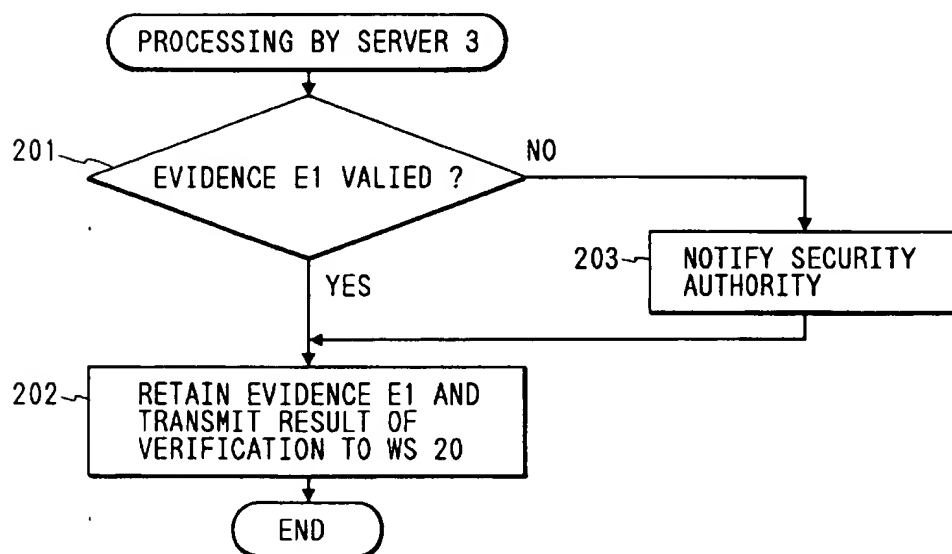 PROCESSING BY SERVER 3
201
EVIDENCE E1 VALIED ?
NO
YES
203
NOTIFY SECURITY
AUTHORITY
202
RETAIN EVIDENCE E1 AND
TRANSMIT RESULT OF
VERIFICATION TO WS 20
END